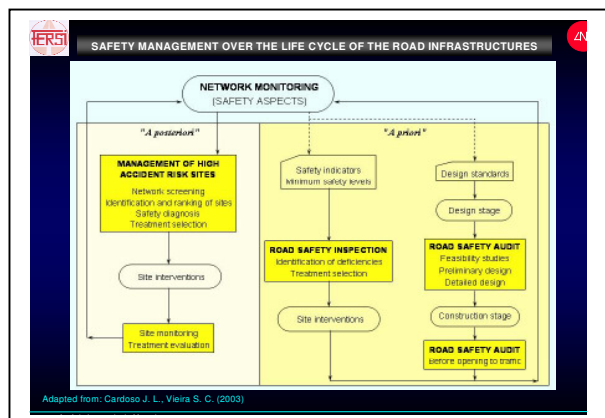 FERSI
SAFETY MANAGEMENT OVER THE LIFE CYCLE OF THE ROAD INFRASTRUCTURES
NETWORK MONITORING
(SAFETY ASPECTS)
"A posteriori"
"A priori"
MANAGEMENT OF HIGH
ACCIDENT RISK SITES
Network screening
Identification and ranking of sites
Safety diagnosis
Treatment selection
Site interventions
Site monitoring
Treatment evaluation
Safety indicators
Minimum safety levels
ROAD SAFETY INSPECTION
Identification of deficiencies
Treatment selection
Site interventions
Design standards
Design stage
ROAD SAFETY AUDIT
Feasibility studies
Preliminary design
Detailed design
Construction stage
ROAD SAFETY AUDIT
Before opening to traffic
Adapted from: Cardoso J. L., Vieira S. C. (2003)